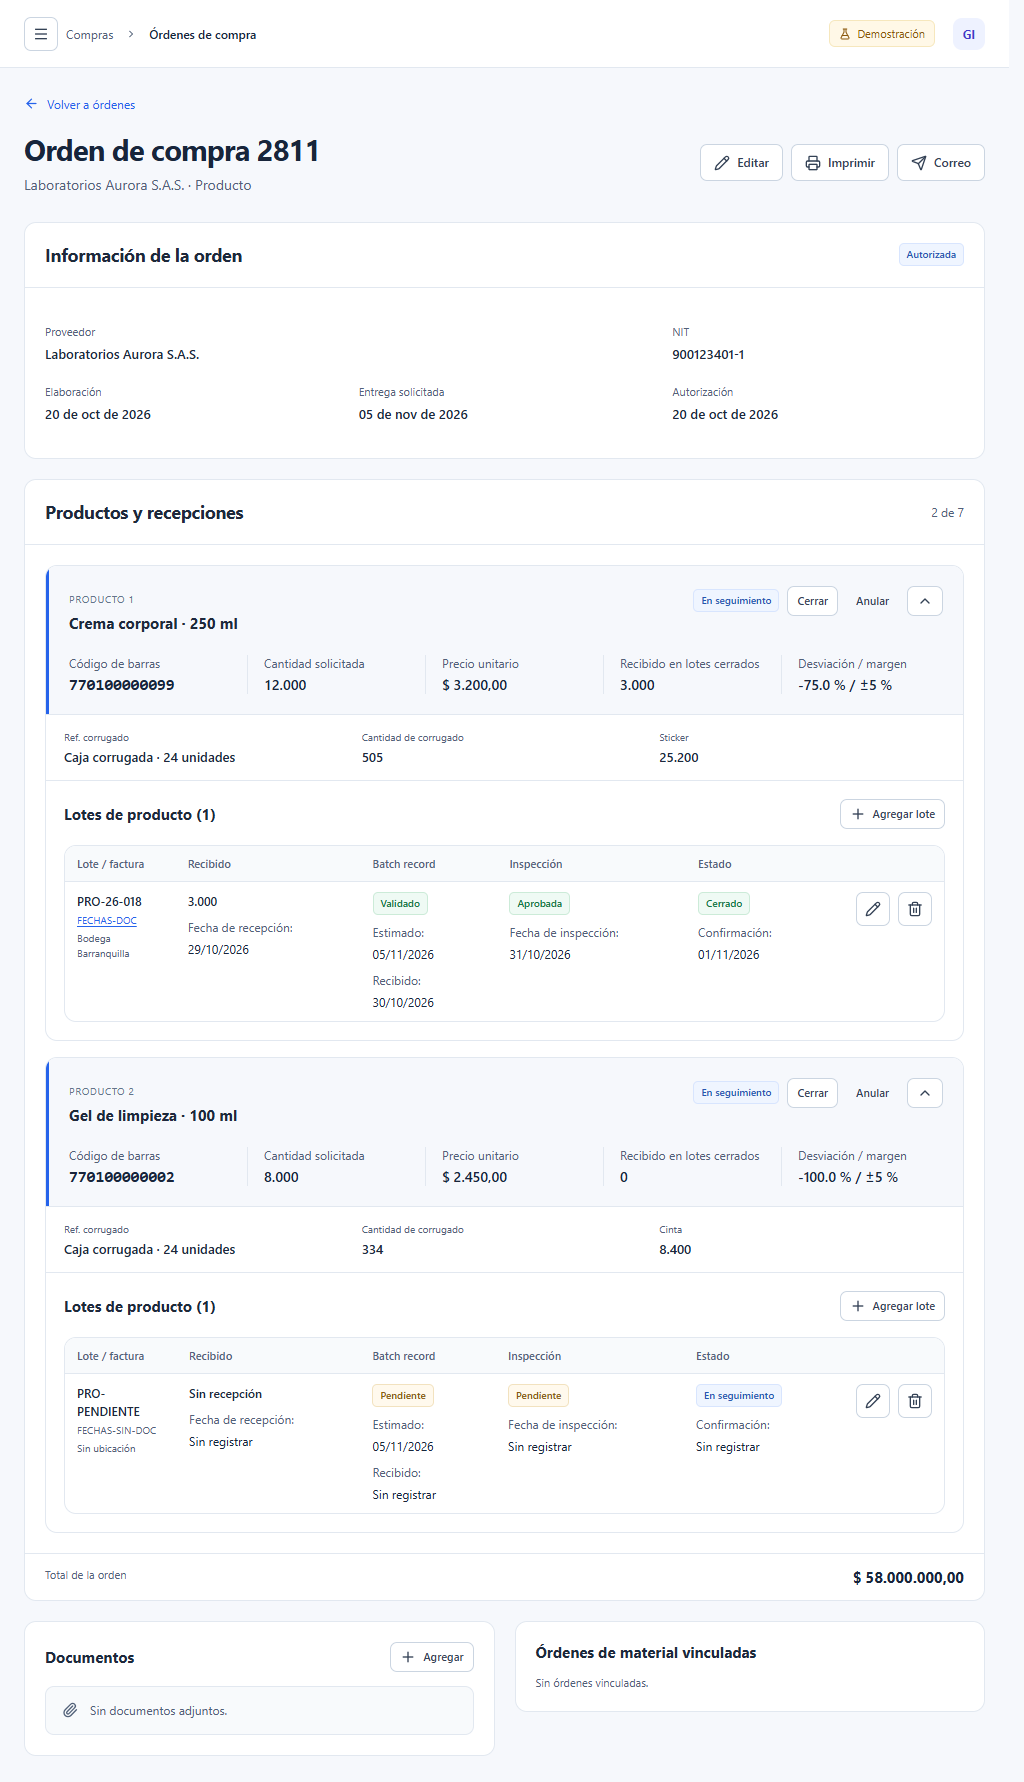 Compras > Órdenes de compra
Demostración
GI
Volver a órdenes
Orden de compra 2811
Laboratorios Aurora S.A.S. · Producto
Editar
Imprimir
Correo
Información de la orden
Autorizada
Proveedor
Laboratorios Aurora S.A.S.
NIT
900123401-1
Elaboración
20 de oct de 2026
Entrega solicitada
05 de nov de 2026
Autorización
20 de oct de 2026
Productos y recepciones
2 de 7
PRODUCTO 1
Crema corporal · 250 ml
En seguimiento
Cerrar
Anular
Código de barras
770100000099
Cantidad solicitada
12.000
Precio unitario
$ 3.200,00
Recibido en lotes cerrados
3.000
Desviación / margen
-75.0 % / ±5 %
Ref. corrugado
Caja corrugada · 24 unidades
Cantidad de corrugado
505
Sticker
25.200
Lotes de producto (1)
Agregar lote
Lote / factura
Recibido
Batch record
Inspección
Estado
PRO-26-018
FECHAS-DOC
Bodega
Barranquilla
3.000
Fecha de recepción:
29/10/2026
Validado
Estimado:
05/11/2026
Recibido:
30/10/2026
Aprobada
Fecha de inspección:
31/10/2026
Cerrado
Confirmación:
01/11/2026
PRODUCTO 2
Gel de limpieza · 100 ml
En seguimiento
Cerrar
Anular
Código de barras
770100000002
Cantidad solicitada
8.000
Precio unitario
$ 2.450,00
Recibido en lotes cerrados
0
Desviación / margen
-100.0 % / ±5 %
Ref. corrugado
Caja corrugada · 24 unidades
Cantidad de corrugado
334
Cinta
8.400
Lotes de producto (1)
Agregar lote
Lote / factura
Recibido
Batch record
Inspección
Estado
PRO-
PENDIENTE
FECHAS-SIN-DOC
Sin ubicación
Sin recepción
Fecha de recepción:
Sin registrar
Pendiente
Estimado:
05/11/2026
Recibido:
Sin registrar
Pendiente
Fecha de inspección:
Sin registrar
En seguimiento
Confirmación:
Sin registrar
Total de la orden
$ 58.000.000,00
Documentos
Agregar
Sin documentos adjuntos.
Órdenes de material vinculadas
Sin órdenes vinculadas.